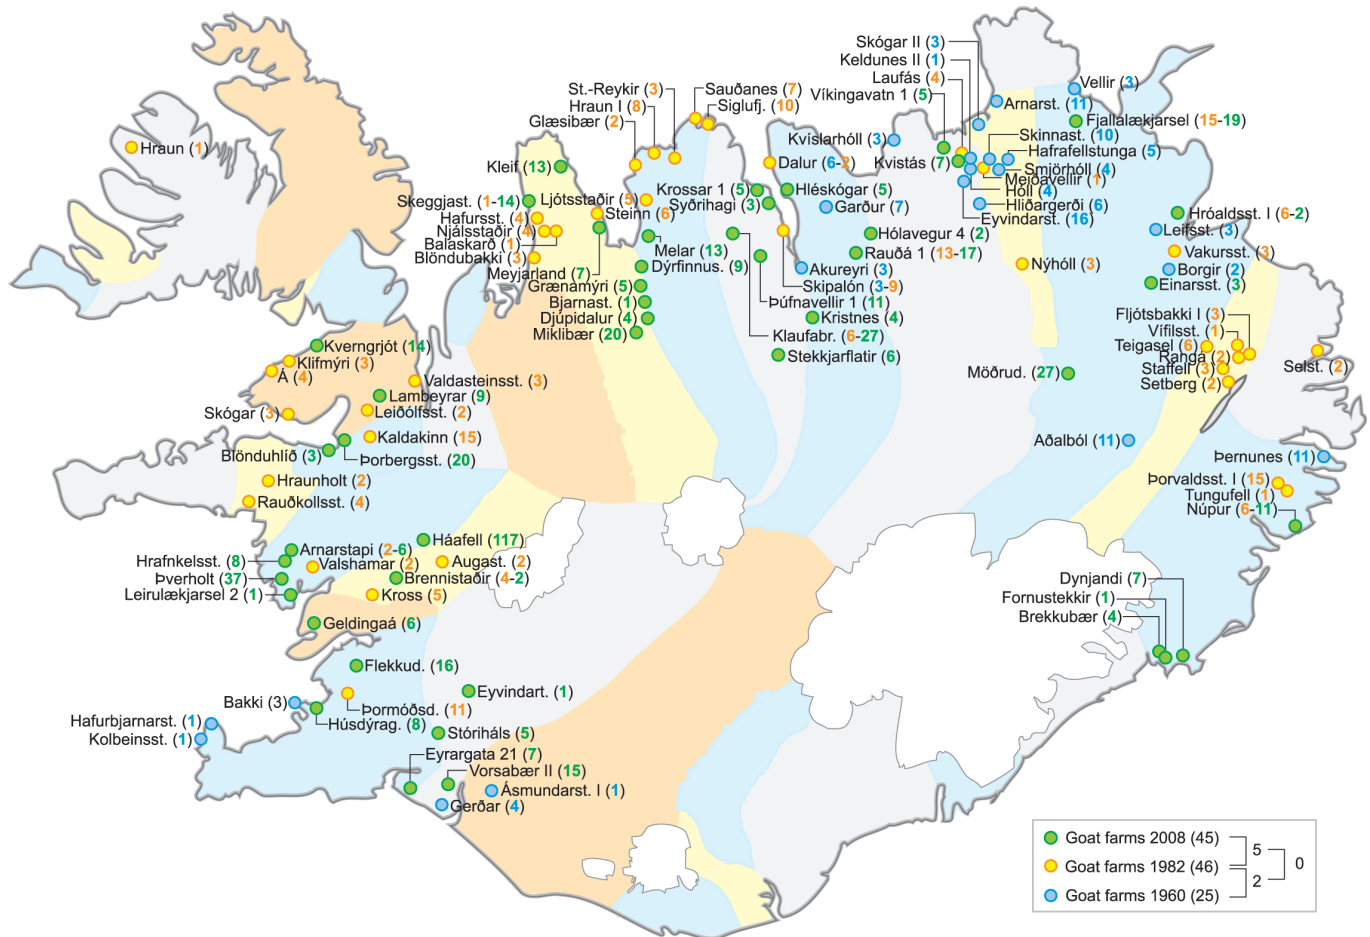 Skógar II (3)
Keldunes II (1)
Laufás (4)
Víkingavatn 1 (5)
St.-Reykir (3)
Hraun I (8)
Glæsibær (2)
Sauðanes (7)
Siglufj. (10)
Vellir (3)
Arnarst. (11)
Fjallalækjarsel (15-19)
Kvíslarhóll (3)
Skinnast. (10)
Hafrafellstunga (5)
Hraun (1)
Kleif (13)
Dalur (6-2)
Kvistás (7)
Smjörhóll (4)
Meiðavellir (1)
Hóll (4)
Hliðargerði (6)
Eyvindarst. (16)
Skeggjast. (1-14)
Ljótsstaðir (5)
Krossar 1 (5)
Hléskógar (5)
Syðrihagi (3)
Garður (7)
Hafursst. (4)
Steinn (6)
Njálsstaðir (4)
Balaskarð (1)
Blöndubakki (3)
Meyjarland (7)
Melar (13)
Dýrfinnus. (9)
Hólavegur 4 (2)
Rauðá 1 (13-17)
Hróaldsst. I (6-2)
Leifsst. (3)
Vakursst. (3)
Borgir (2)
Einarsst. (3)
Nýhóll (3)
Akureyri (3)
Skipalón (3-9)
Grænamýri (5)
Bjarnast. (1)
Djúpidalur (4)
Miklibær (20)
Þúfnavellir 1 (11)
Kristnes (4)
Klaufabr. (6-27)
Stekkjarflatir (6)
Fljótsbakki I (3)
Vífilsst. (1)
Teigasel (6)
Rangá (2)
Staffell (3)
Setberg (2)
Selst. (2)
Möðrud. (27)
Kverngrjót (14)
Klifmýri (3)
Á (4)
Valdasteinsst. (3)
Lambeyrar (9)
Skógar (3)
Leiðólfsst. (2)
Kaldakinn (15)
Blönduhlíð (3)
Þorbergsst. (20)
Aðalból (11)
Þernunes (11)
Hraunholt (2)
Rauðkollsst. (4)
Þorvaldsst. I (15)
Tungufell (1)
Núpur (6-11)
Háafell (117)
Arnarstapi (2-6)
Hrafnkelsst. (8)
Valshamar (2)
Augast. (2)
Þverholt (37)
Brennistaðir (4-2)
Leirulækjarsel 2 (1)
Kross (5)
Dynjandi (7)
Fornustekkir (1)
Brekkubær (4)
Geldingaá (6)
Flekkud. (16)
Eyvindart. (1)
Bakki (3)
Þormóðsd. (11)
Hafurbjarnarst. (1)
Húsdýrag. (8)
Kolbeinsst. (1)
Stóriháls (5)
Eyrargata 21 (7)
Vorsabær II (15)
Ásmundarst. I (1)
Gerðar (4)
Goat farms 2008 (45)
5
Goat farms 1982 (46)
0
2
Goat farms 1960 (25)